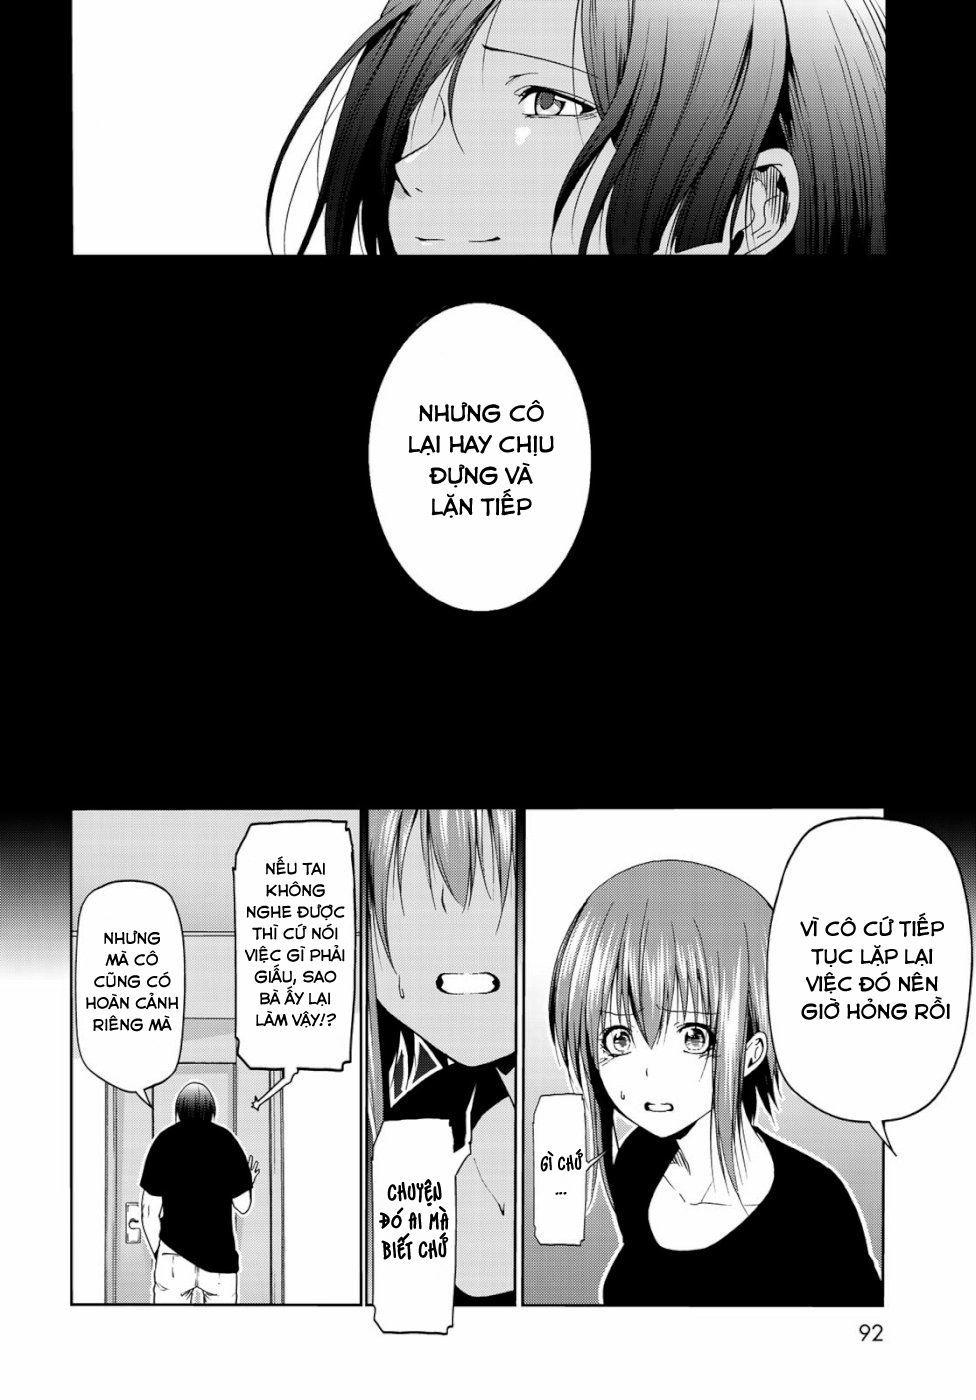 NHƯNG CÔ
LẠI HAY CHỊU
ĐỰNG VÀ
LẶN TIẾP
VÌ CÔ CỨ TIẾP
TỤC LẶP LẠI
VIỆC ĐÓ NÊN
GIỜ HỎNG RỒI
GÌ CHỨ
...
CHUYỆN
ĐÓ AI MÀ
BIẾT CHỨ
NẾU TAI
KHÔNG
NGHE ĐƯỢC
THÌ CỨ NÓI
VIỆC GÌ PHẢI
GIẤU, SAO
BÀ ẤY LẠI
LÀM VẬY!?
NHƯNG
MÀ CÔ
CŨNG CÓ
HOÀN CẢNH
RIÊNG MÀ
92